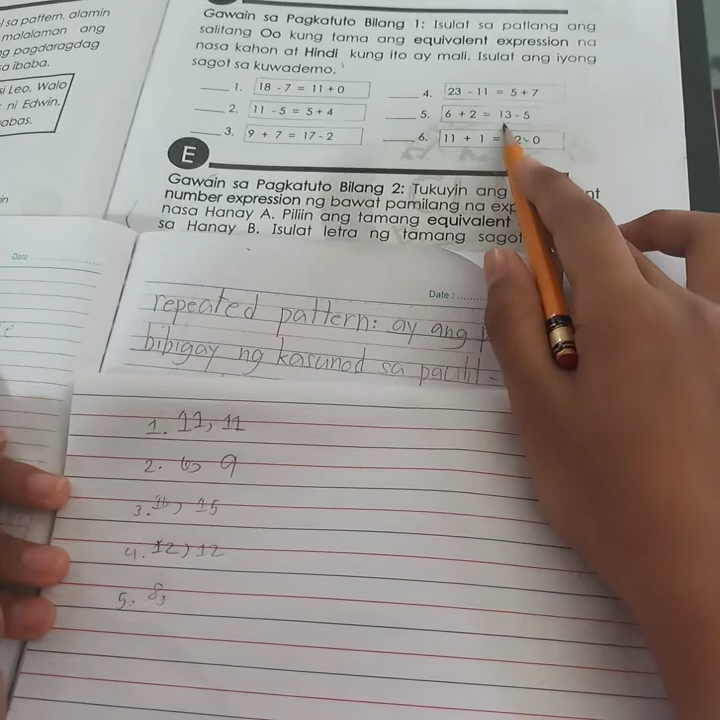 l sa pattern, alamin
malalaman ang
g pagdaragdag
sa ibaba.
si Leo. Walo
ni Edwin.
abas.
in
Gawain sa Pagkatuto Bilang 1: Isulat sa patlang ang
salitang Oo kung tama ang equivalent expression na
nasa kahon at Hindi kung ito ay mali. Isulat ang iyong
sagot sa kuwaderno.
1. 18 - 7 = 11 + 0
2. 11 - 5 = 5 + 4
3. 9 + 7 = 17 - 2
4. 23 - 11 = 5 + 7
5. 6 + 2 = 13 - 5
6. 11 + 1 = 2 - 0
E
Gawain sa Pagkatuto Bilang 2: Tukuyin ang nt
number expression ng bawat pamilang na exp
nasa Hanay A. Piliin ang tamang equivalent
sa Hanay B. Isulat letra ng tamang sagot
Date
Date :
repeated pattern: ay ang
bibigay ng kasunod sa
1. 11, 11
2. 6, 9
3. 16, 15
4. 12, 12
5. 8,